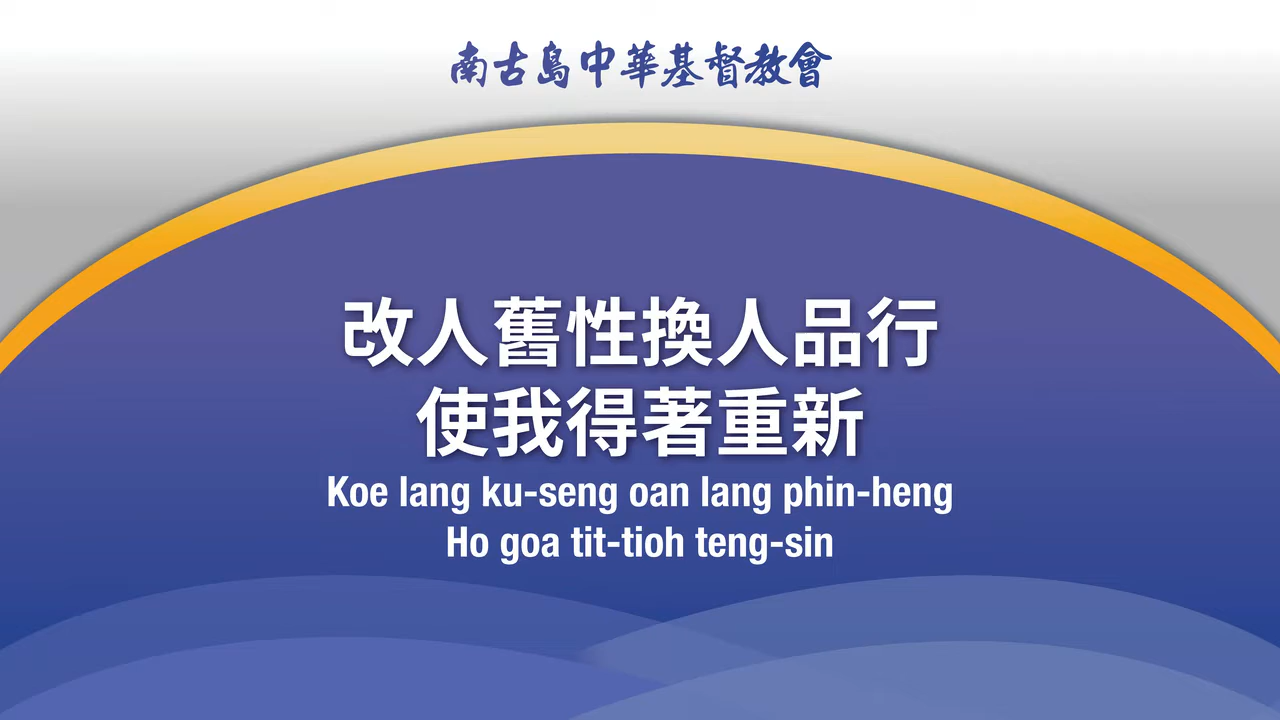 南古島中華基督教會
改人舊性換人品行
使我得著重新
Koe lang ku-seng oan lang phin-heng
Ho goa tit-tioh teng-sin